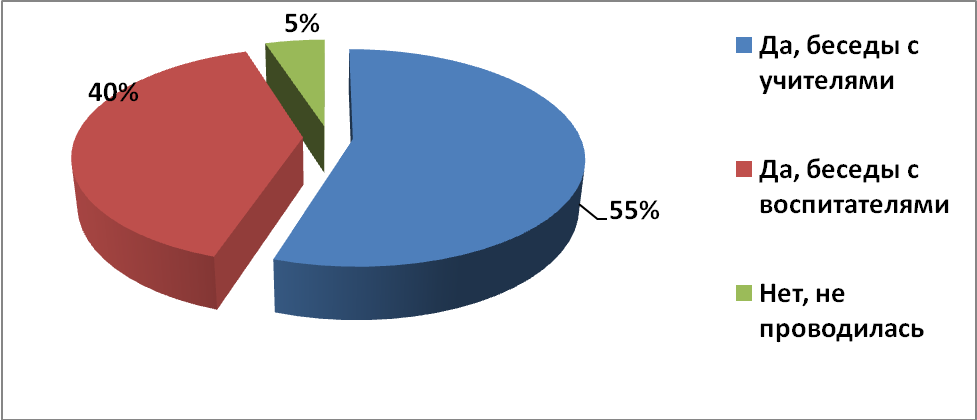 5%
40%
55%
Да, беседы с
учителями
Да, беседы с
воспитателями
Нет, не
проводилась